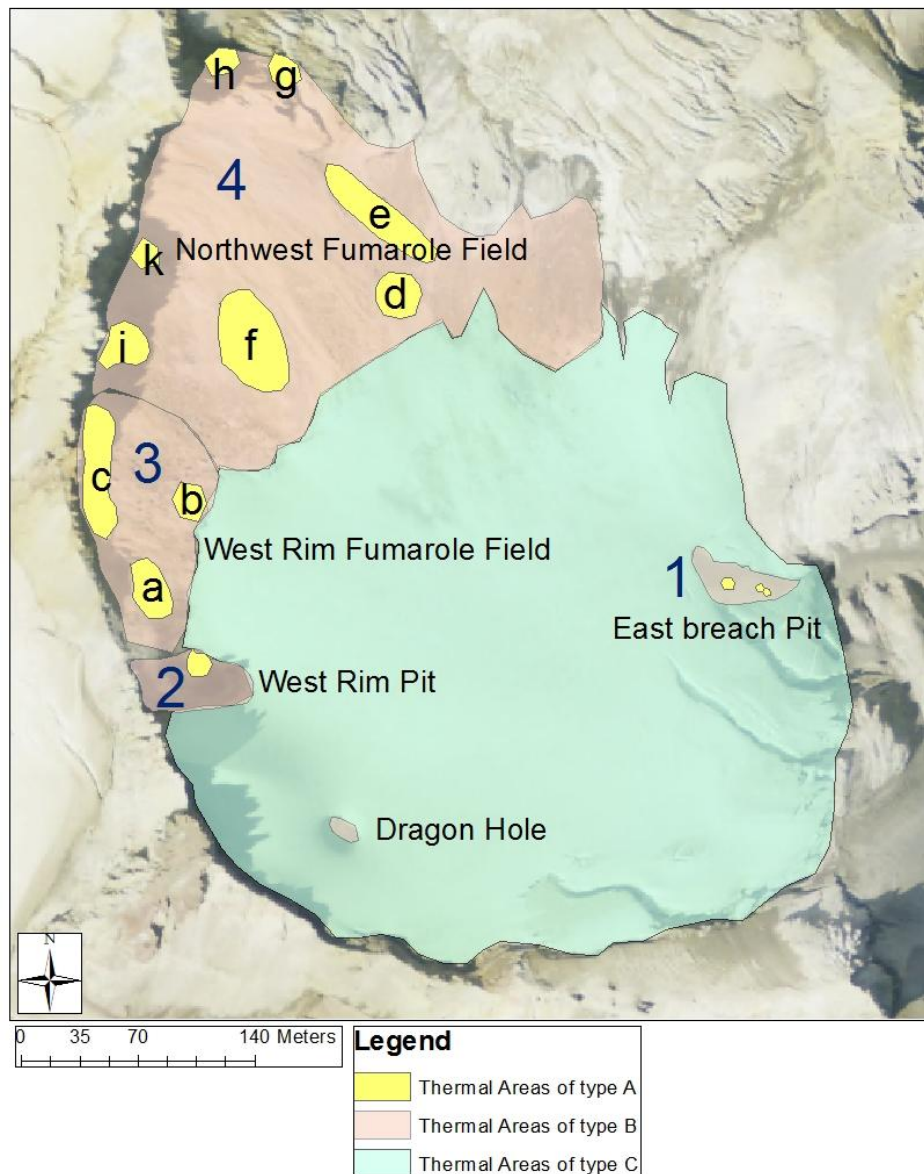 h
g
4
e
k
Northwest Fumarole Field
d
i
f
c
3
b
West Rim Fumarole Field
a
1
East breach Pit
2
West Rim Pit
Dragon Hole
N
0 35 70 140 Meters
Legend
Thermal Areas of type A
Thermal Areas of type B
Thermal Areas of type C